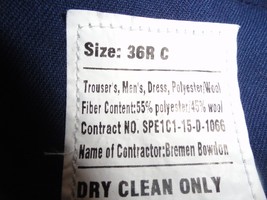 Size: 36R C
Trouser's, Men's, Dress, Polyester/Wool
Fiber Content:55% polyester/45% wool
Contract NO. SPE1C1-15-D-1066
Name of Contractor:Bremen Bowdon
DRY CLEAN ONLY